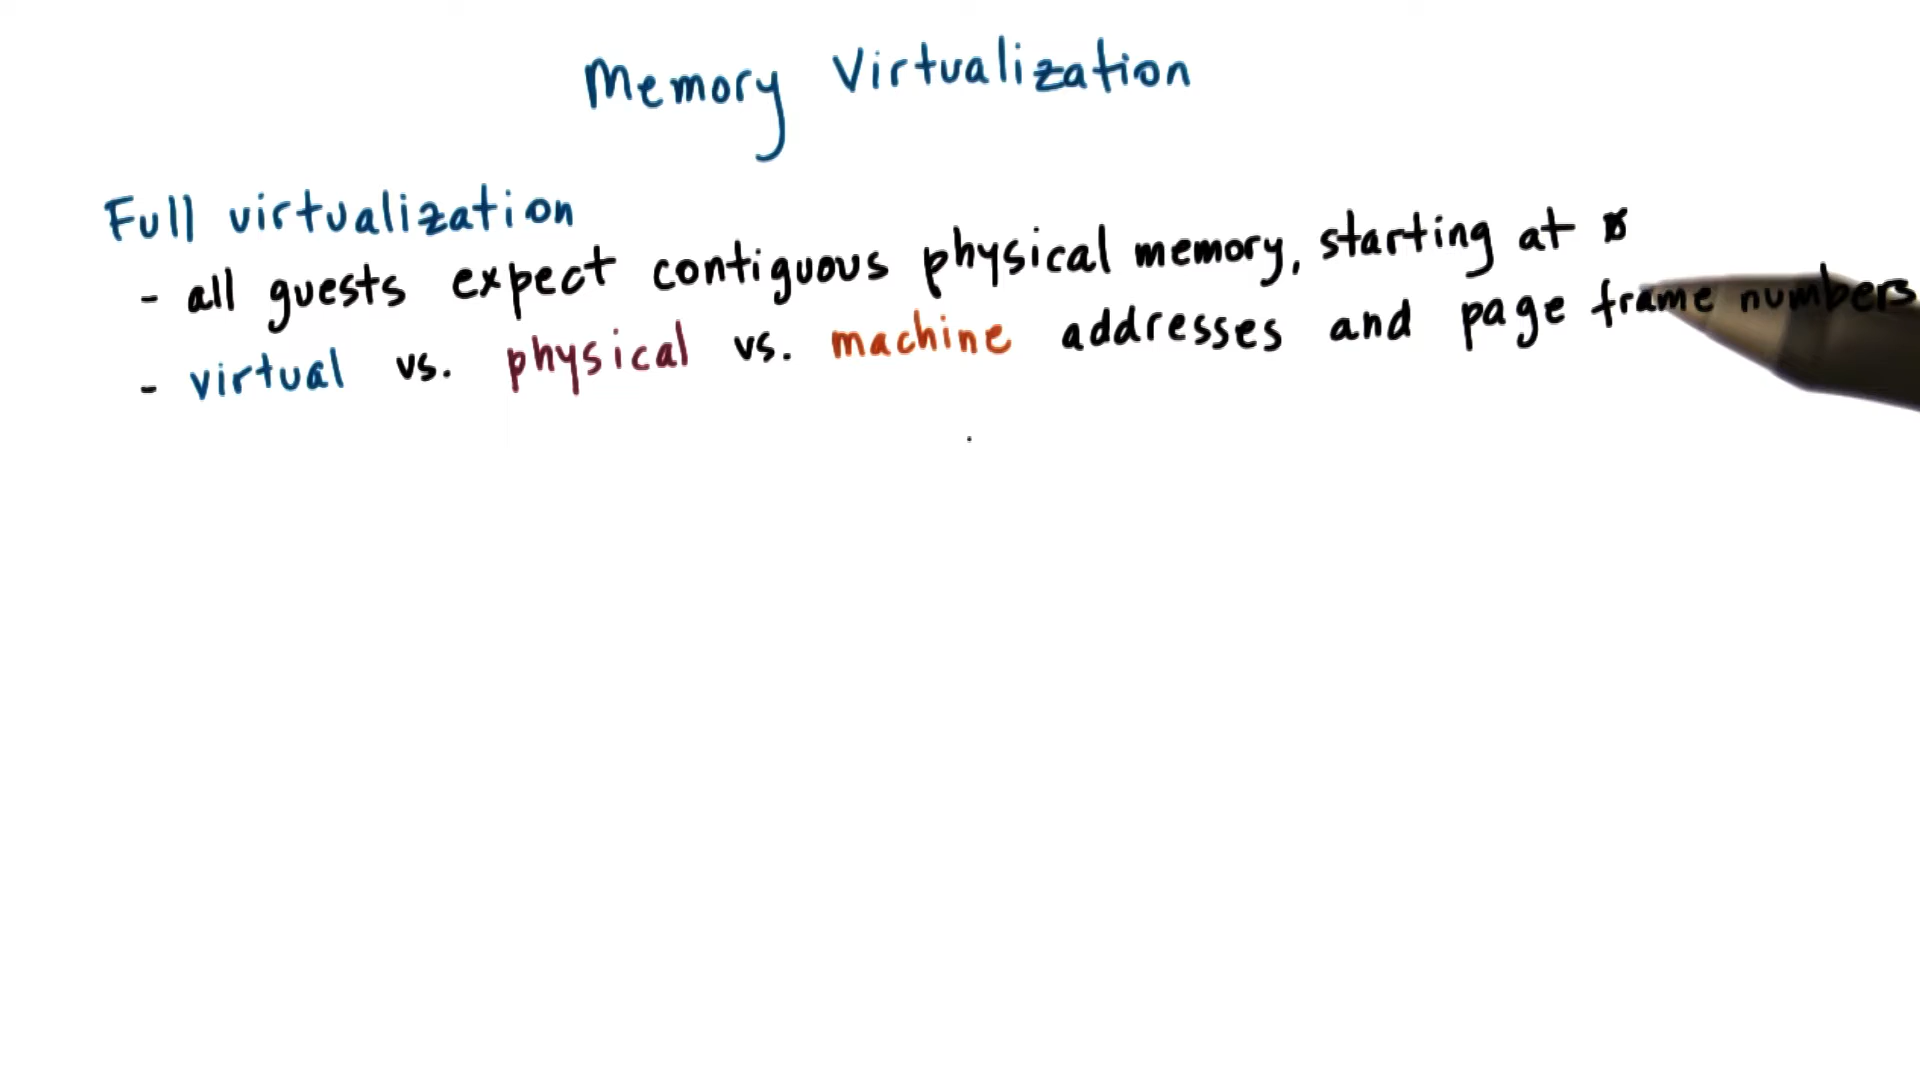 Memory Virtualization
Full virtualization
- all guests expect contiguous physical memory, starting at 0
- virtual vs. physical vs. machine addresses and page frame numbers